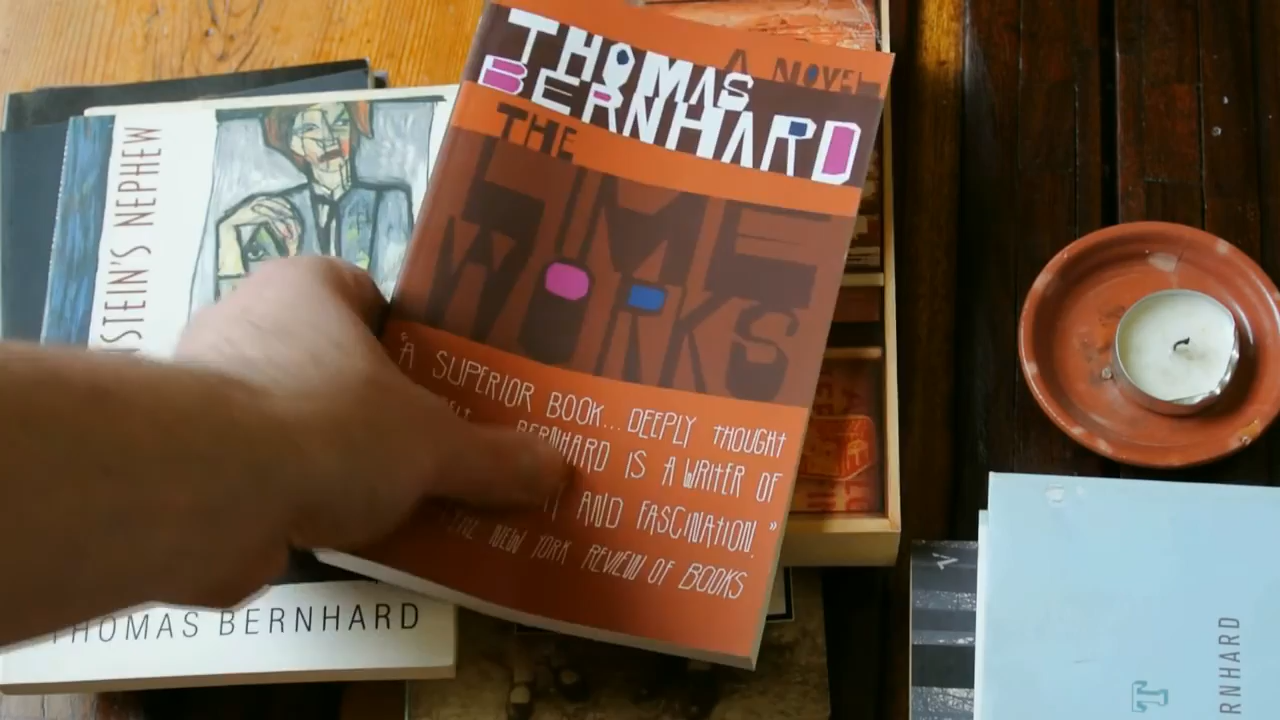 A NOVEL
THOMAS
BERNHARD
THE
LIME
WORKS
"A SUPERIOR BOOK... DEEPLY THOUGHT
BERNHARD IS A WRITER OF
AND FASCINATION."
THE NEW YORK REVIEW OF BOOKS
STEIN'S NEPHEW
THOMAS BERNHARD
RNHARD
T